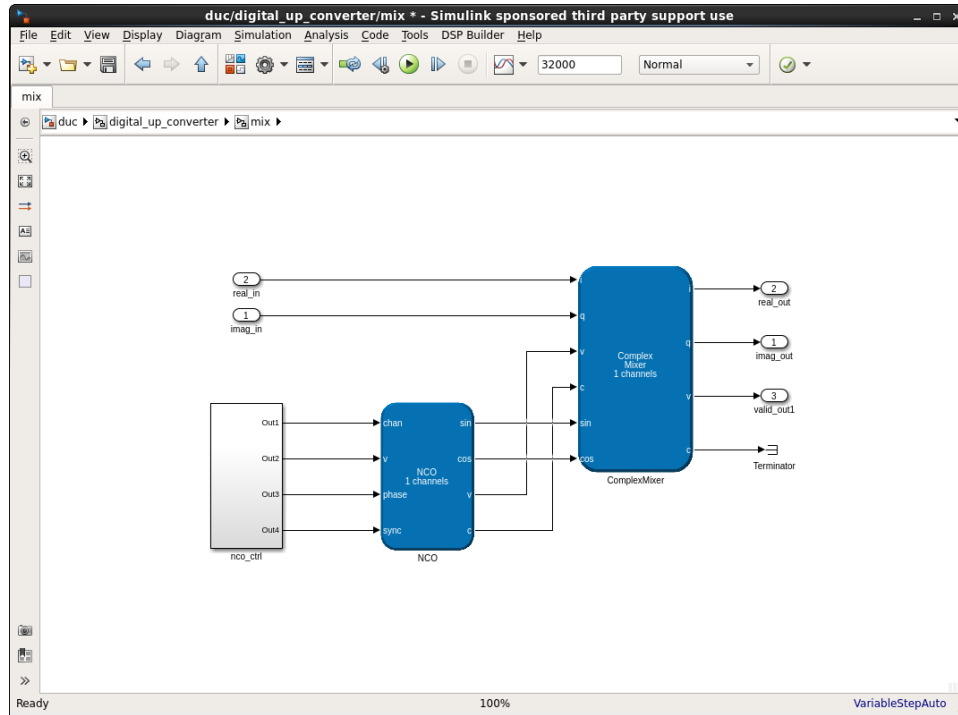 duc/digital_up_converter/mix * - Simulink sponsored third party support use
File Edit View Display Diagram Simulation Analysis Code Tools DSP Builder Help
32000 Normal
mix
duc digital_up_converter mix
2
real_in
1
imag_in
i
q
v
c
sin
cos
Complex
Mixer
1 channels
i
q
v
c
ComplexMixer
2
real_out
1
imag_out
3
valid_out1
Terminator
Out1
Out2
Out3
Out4
nco_ctrl
chan
v
phase
sync
NCO
1 channels
sin
cos
v
c
NCO
Ready 100% VariableStepAuto